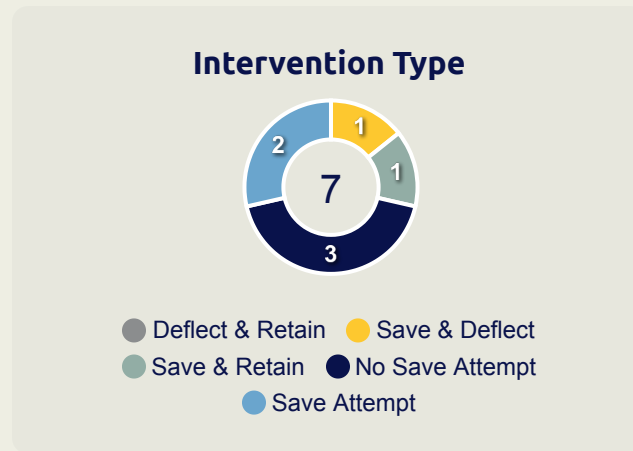 Intervention Type
1
2
1
7
3
Deflect & Retain
Save & Deflect
Save & Retain
No Save Attempt
Save Attempt